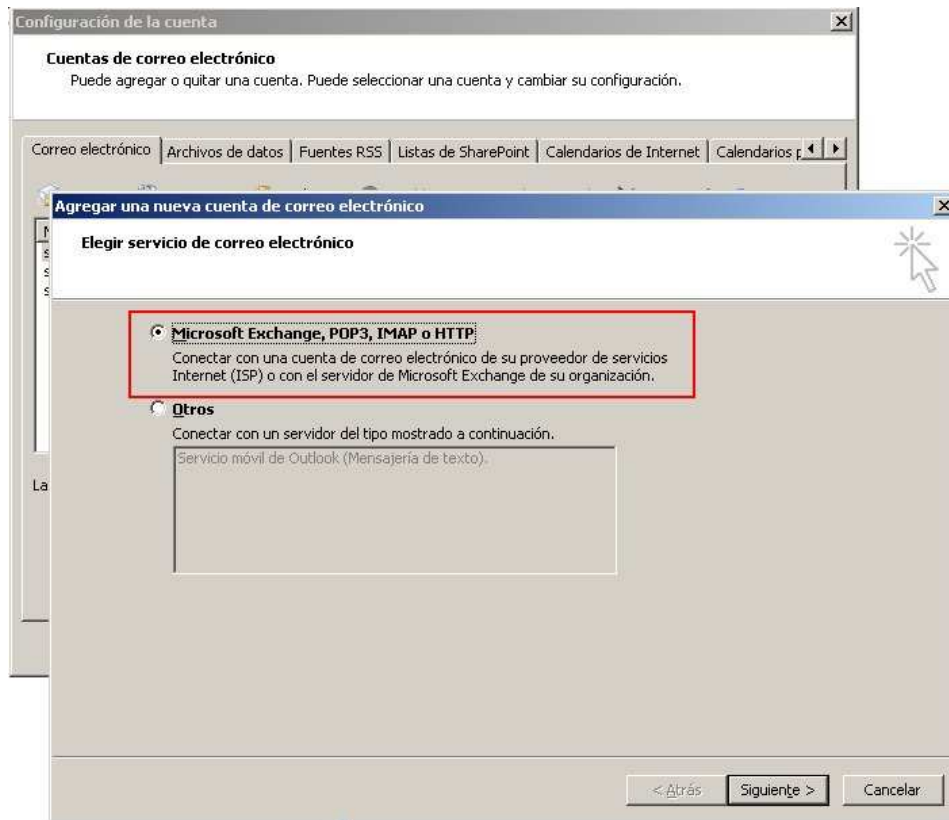 Configuración de la cuenta
Cuentas de correo electrónico
Puede agregar o quitar una cuenta. Puede seleccionar una cuenta y cambiar su configuración.
Correo electrónico Archivos de datos Fuentes RSS Listas de SharePoint Calendarios de Internet Calendarios
Agregar una nueva cuenta de correo electrónico
Elegir servicio de correo electrónico
Microsoft Exchange, POP3, IMAP o HTTP
Conectar con una cuenta de correo electrónico de su proveedor de servicios
Internet (ISP) o con el servidor de Microsoft Exchange de su organización.
Otros
Conectar con un servidor del tipo mostrado a continuación.
Servicio móvil de Outlook (Mensajería de texto).
La
< Atrás Siguiente > Cancelar